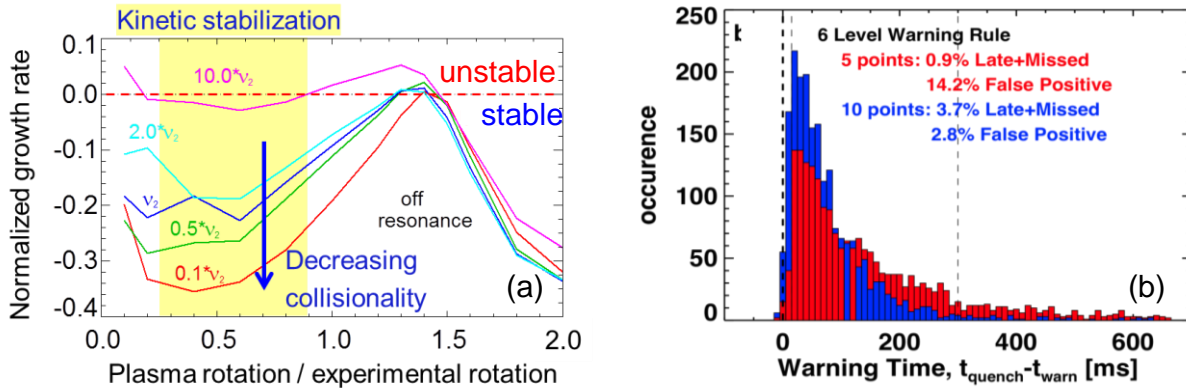 Kinetic stabilization
0.1
0.0
-0.1
-0.2
-0.3
-0.4
Normalized growth rate
10.0*ν₂
2.0*ν₂
ν₂
0.5*ν₂
0.1*ν₂
unstable
stable
off
resonance
Decreasing
collisionality
(a)
0.0 0.5 1.0 1.5 2.0
Plasma rotation / experimental rotation
250
200
150
100
50
0
occurence
6 Level Warning Rule
5 points: 0.9% Late+Missed
14.2% False Positive
10 points: 3.7% Late+Missed
2.8% False Positive
(b)
0 200 400 600
Warning Time, t_quench-t_warn [ms]